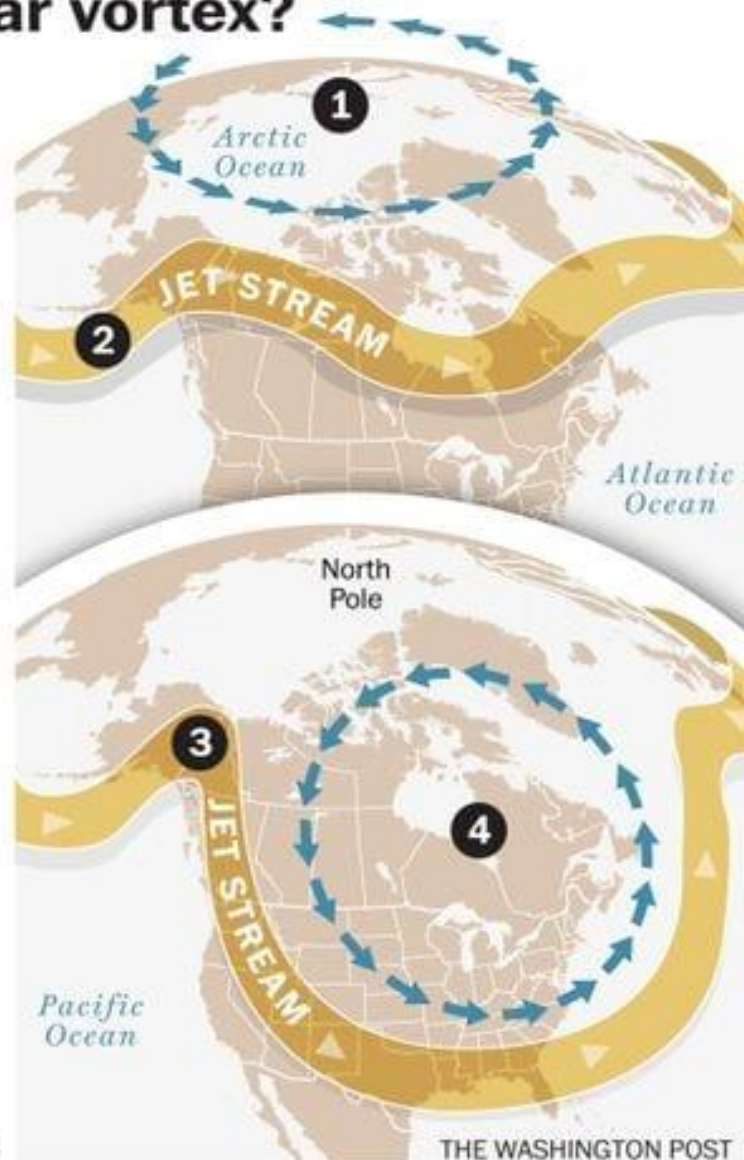 ar vortex?
1
Arctic
Ocean
JET STREAM
2
Atlantic
Ocean
North
Pole
3
4
JET STREAM
Pacific
Ocean
THE WASHINGTON POST